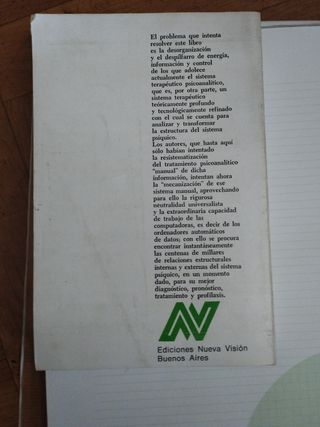 El problema que intenta
resolver este libro
es la desorganización
y el despilfarro de energía,
información y control
de los que adolece
actualmente el sistema
terapéutico psicoanalítico,
que es, por otra parte, un
sistema terapéutico
teóricamente profundo
y tecnológicamente refinado
con el cual se cuenta para
analizar y transformar
la estructura del sistema
psíquico.
Los autores, que hasta aquí
sólo habían intentado
la resistematización
del tratamiento psicoanalítico
"manual" de dicha
información, intentan ahora
la "mecanización" de ese
sistema manual, aprovechando
para ello la rigurosa
neutralidad universalista
y la extraordinaria capacidad
de trabajo de las
computadoras, es decir de los
ordenadores automáticos
de datos; con ello se procura
encontrar instantáneamente
las centenas de millares
de relaciones estructurales
internas y externas del sistema
psíquico, en un momento
dado, para su mejor
diagnóstico, pronóstico,
tratamiento y profilaxis.
NV
Ediciones Nueva Visión
Buenos Aires